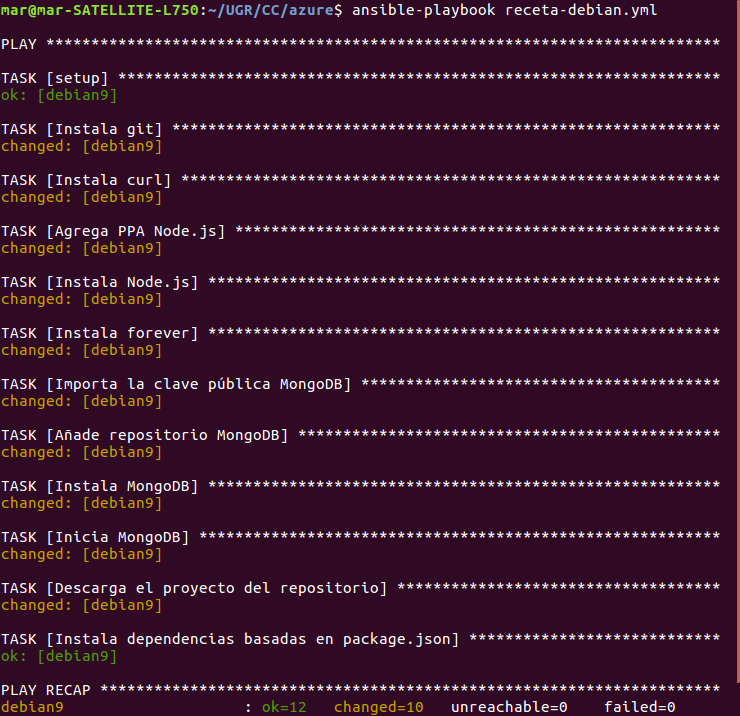 mar@mar-SATELLITE-L750:~/UGR/CC/azure$ ansible-playbook receta-debian.yml
PLAY ***************************************************************************
TASK [setup] *******************************************************************
ok: [debian9]
TASK [Instala git] *************************************************************
changed: [debian9]
TASK [Instala curl] ************************************************************
changed: [debian9]
TASK [Agrega PPA Node.js] ******************************************************
changed: [debian9]
TASK [Instala Node.js] *********************************************************
changed: [debian9]
TASK [Instala forever] *********************************************************
changed: [debian9]
TASK [Importa la clave pública MongoDB] ****************************************
changed: [debian9]
TASK [Añade repositorio MongoDB] ***********************************************
changed: [debian9]
TASK [Instala MongoDB] *********************************************************
changed: [debian9]
TASK [Inicia MongoDB] **********************************************************
changed: [debian9]
TASK [Descarga el proyecto del repositorio] ************************************
changed: [debian9]
TASK [Instala dependencias basadas en package.json] ****************************
ok: [debian9]
PLAY RECAP *********************************************************************
debian9                    : ok=12   changed=10   unreachable=0    failed=0